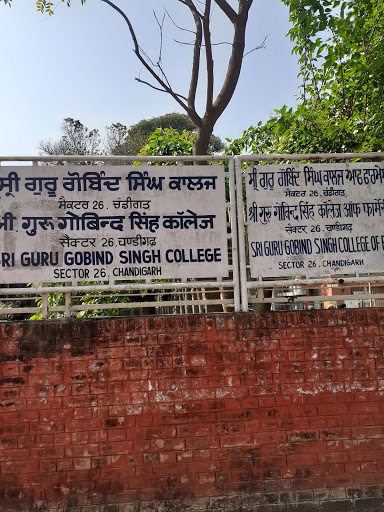 ਸ੍ਰੀ ਗੁਰੂ ਗੋਬਿੰਦ ਸਿੰਘ ਕਾਲਜ
ਸੈਕਟਰ 26, ਚੰਡੀਗੜ੍ਹ
श्री गुरू गोबिन्द सिंह कॉलेज
सैक्टर 26 चण्डीगढ़
SRI GURU GOBIND SINGH COLLEGE
SECTOR 26, CHANDIGARH
ਸ੍ਰੀ ਗੁਰੂ ਗੋਬਿੰਦ ਸਿੰਘ ਕਾਲਜ ਆਫ ਫਾਰਮੇਸੀ
ਸੈਕਟਰ 26, ਚੰਡੀਗੜ੍ਹ
श्री गुरू गोबिन्द सिंह कॉलेज ऑफ फार्मे
सैक्टर 26, चण्डीगढ़
SRI GURU GOBIND SINGH COLLEGE OF
SECTOR 26, CHANDIGARH